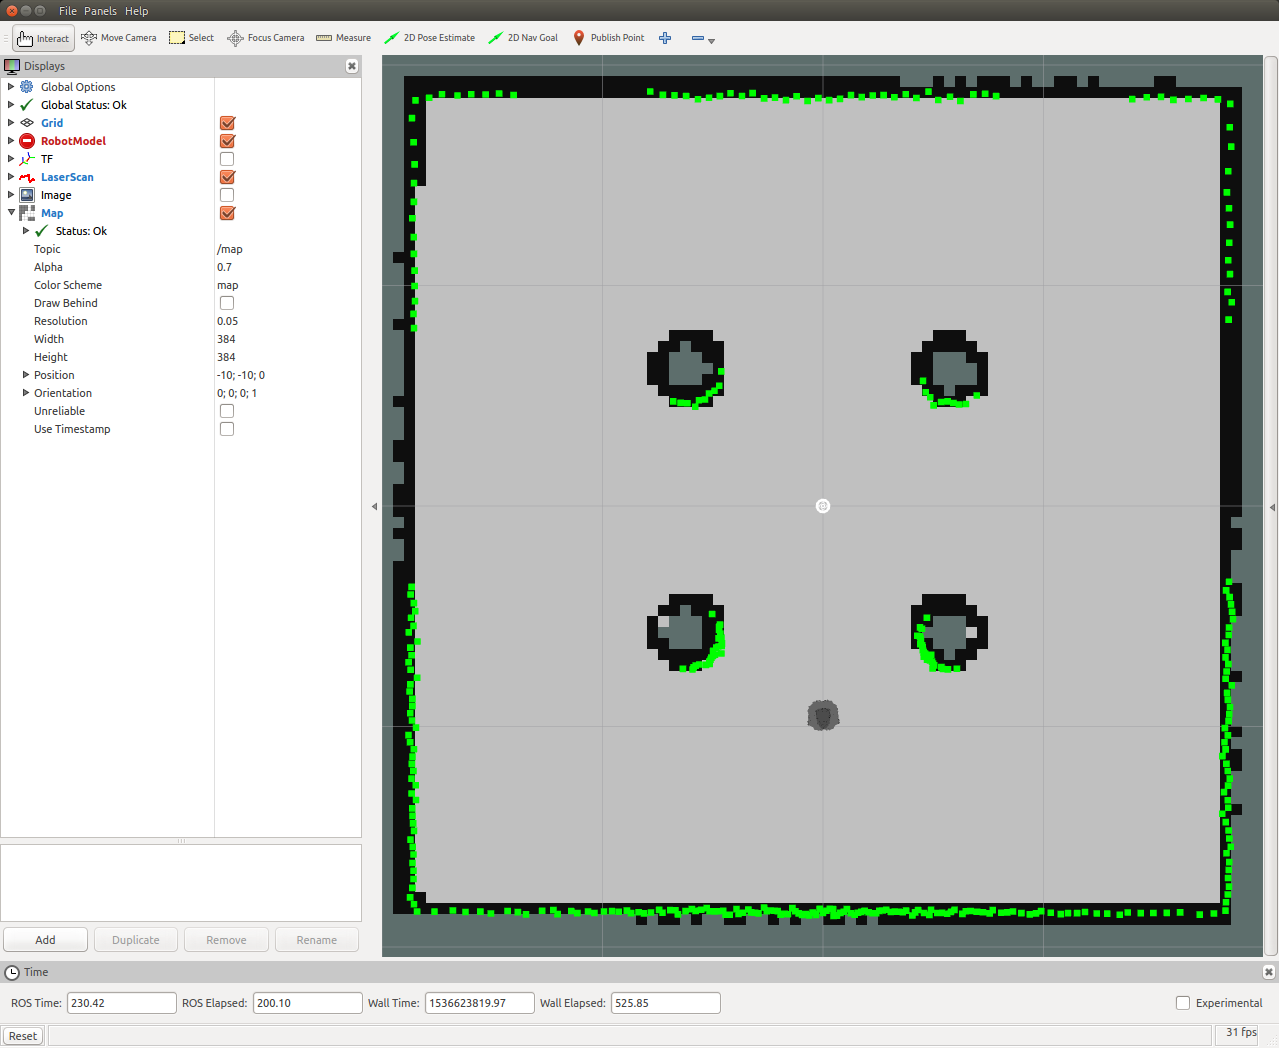 File Panels Help
Interact Move Camera Select Focus Camera Measure 2D Pose Estimate 2D Nav Goal Publish Point
Displays
Global Options
Global Status: Ok
Grid
RobotModel
TF
LaserScan
Image
Map
Status: Ok
Topic /map
Alpha 0.7
Color Scheme map
Draw Behind
Resolution 0.05
Width 384
Height 384
Position -10; -10; 0
Orientation 0; 0; 0; 1
Unreliable
Use Timestamp
Add Duplicate Remove Rename
Time
ROS Time: 230.42 ROS Elapsed: 200.10 Wall Time: 1536623819.97 Wall Elapsed: 525.85 Experimental
Reset 31 fps